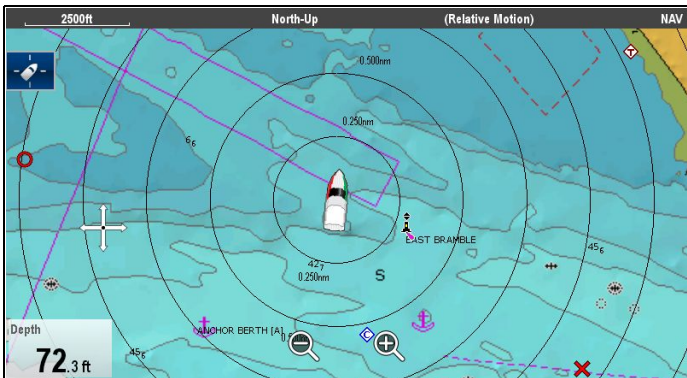 2500ft North-Up (Relative Motion) NAV
T
0.500nm
0.250nm
6₆
EAST BRAMBLE
45₆
42₇
0.250nm
S
Depth
ANCHOR BERTH [A]
C
45₆
72.3 ft